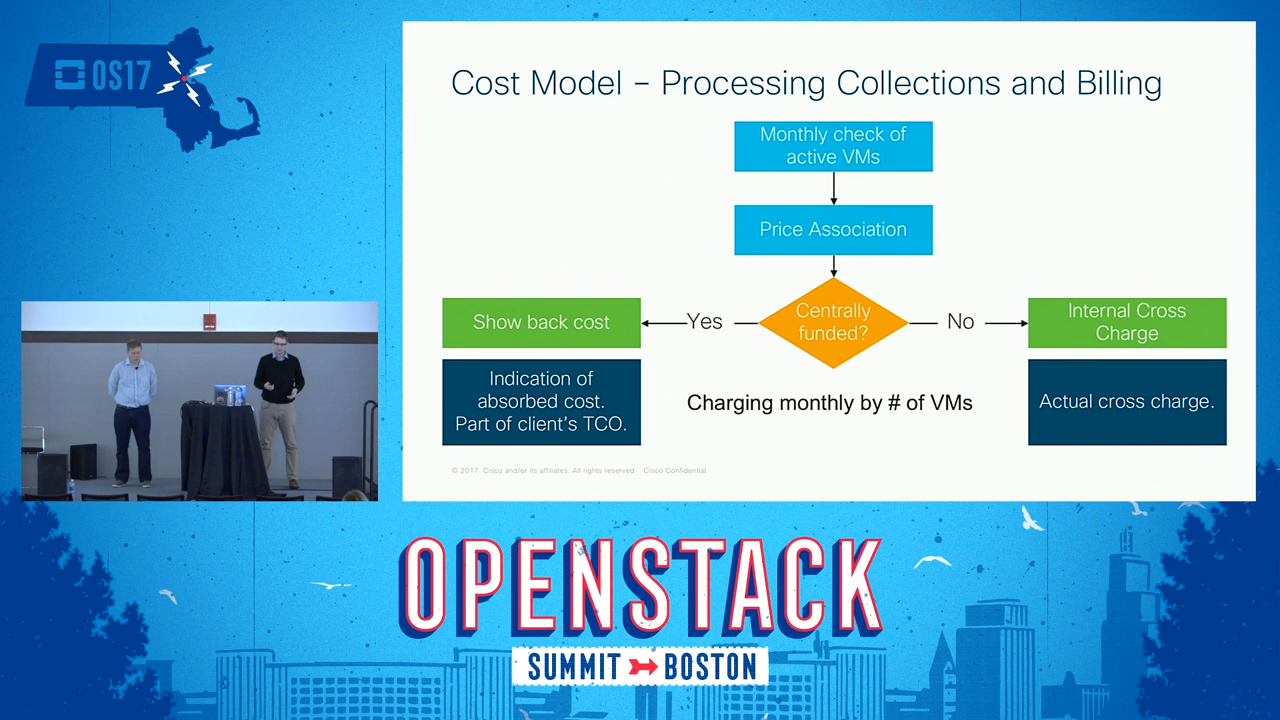 OS17
Cost Model – Processing Collections and Billing
Monthly check of
active VMs
Price Association
Centrally
funded?
Yes
No
Show back cost
Internal Cross
Charge
Indication of
absorbed cost.
Part of client's TCO.
Charging monthly by # of VMs
Actual cross charge.
© 2017 Cisco and/or its affiliates. All rights reserved. Cisco Confidential
OPENSTACK
SUMMIT BOSTON